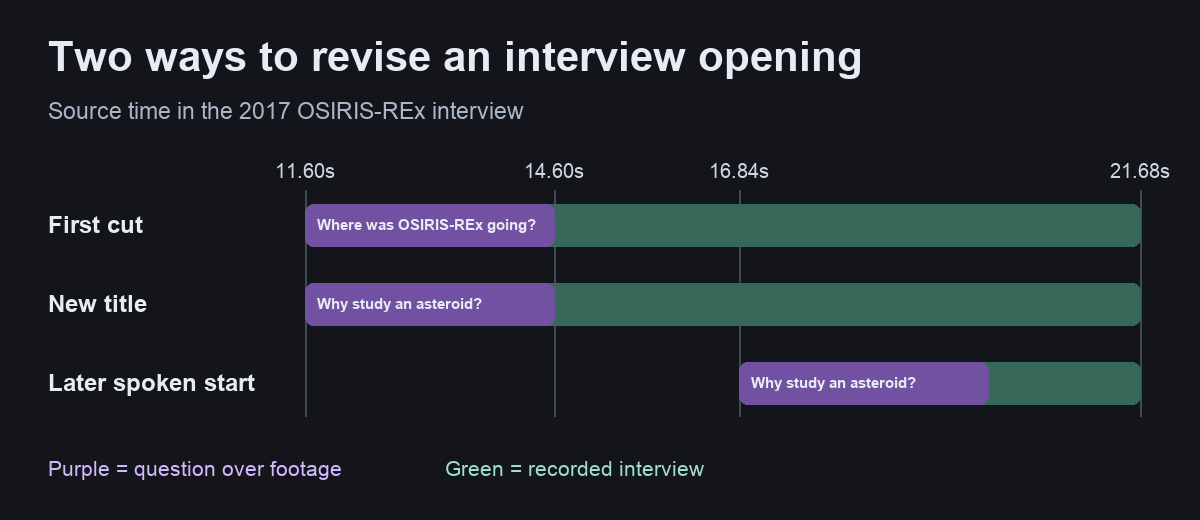 Two ways to revise an interview opening
Source time in the 2017 OSIRIS-REx interview
11.60s 14.60s 16.84s 21.68s
First cut Where was OSIRIS-REx going?
New title Why study an asteroid?
Later spoken start Why study an asteroid?
Purple = question over footage Green = recorded interview